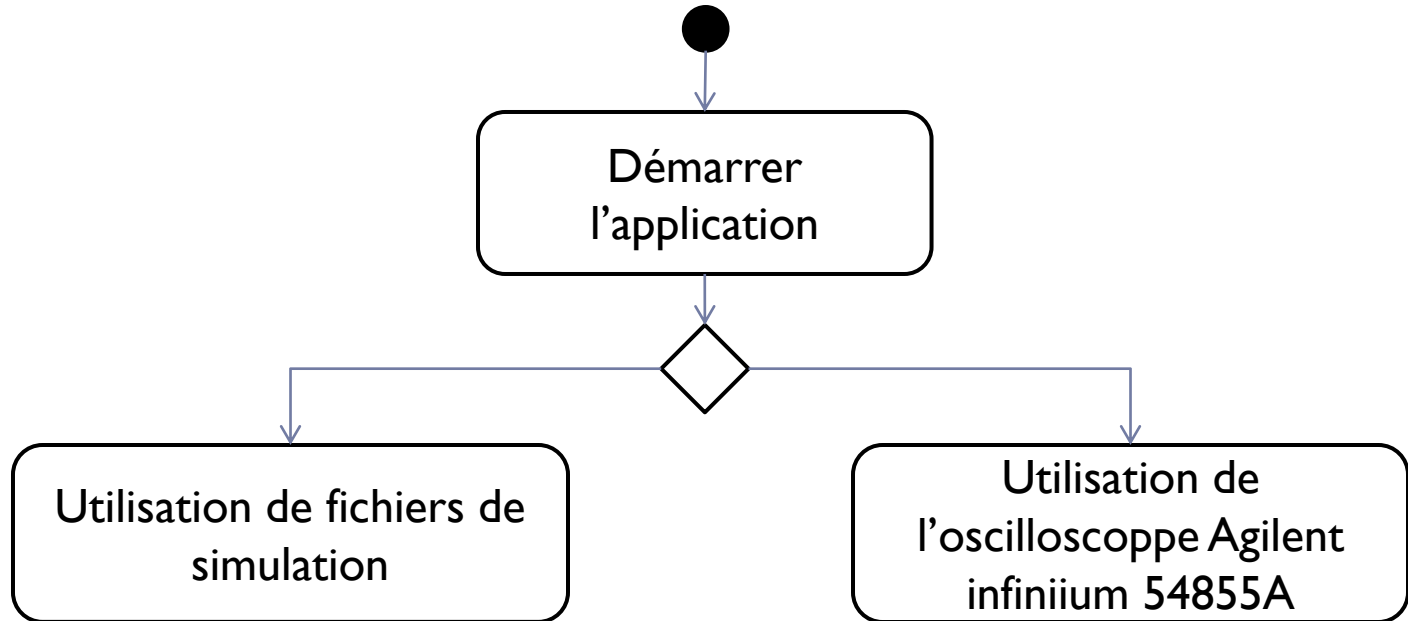 Démarrer
l’application
Utilisation de fichiers de
simulation
Utilisation de
l’oscilloscoppe Agilent
infiniium 54855A